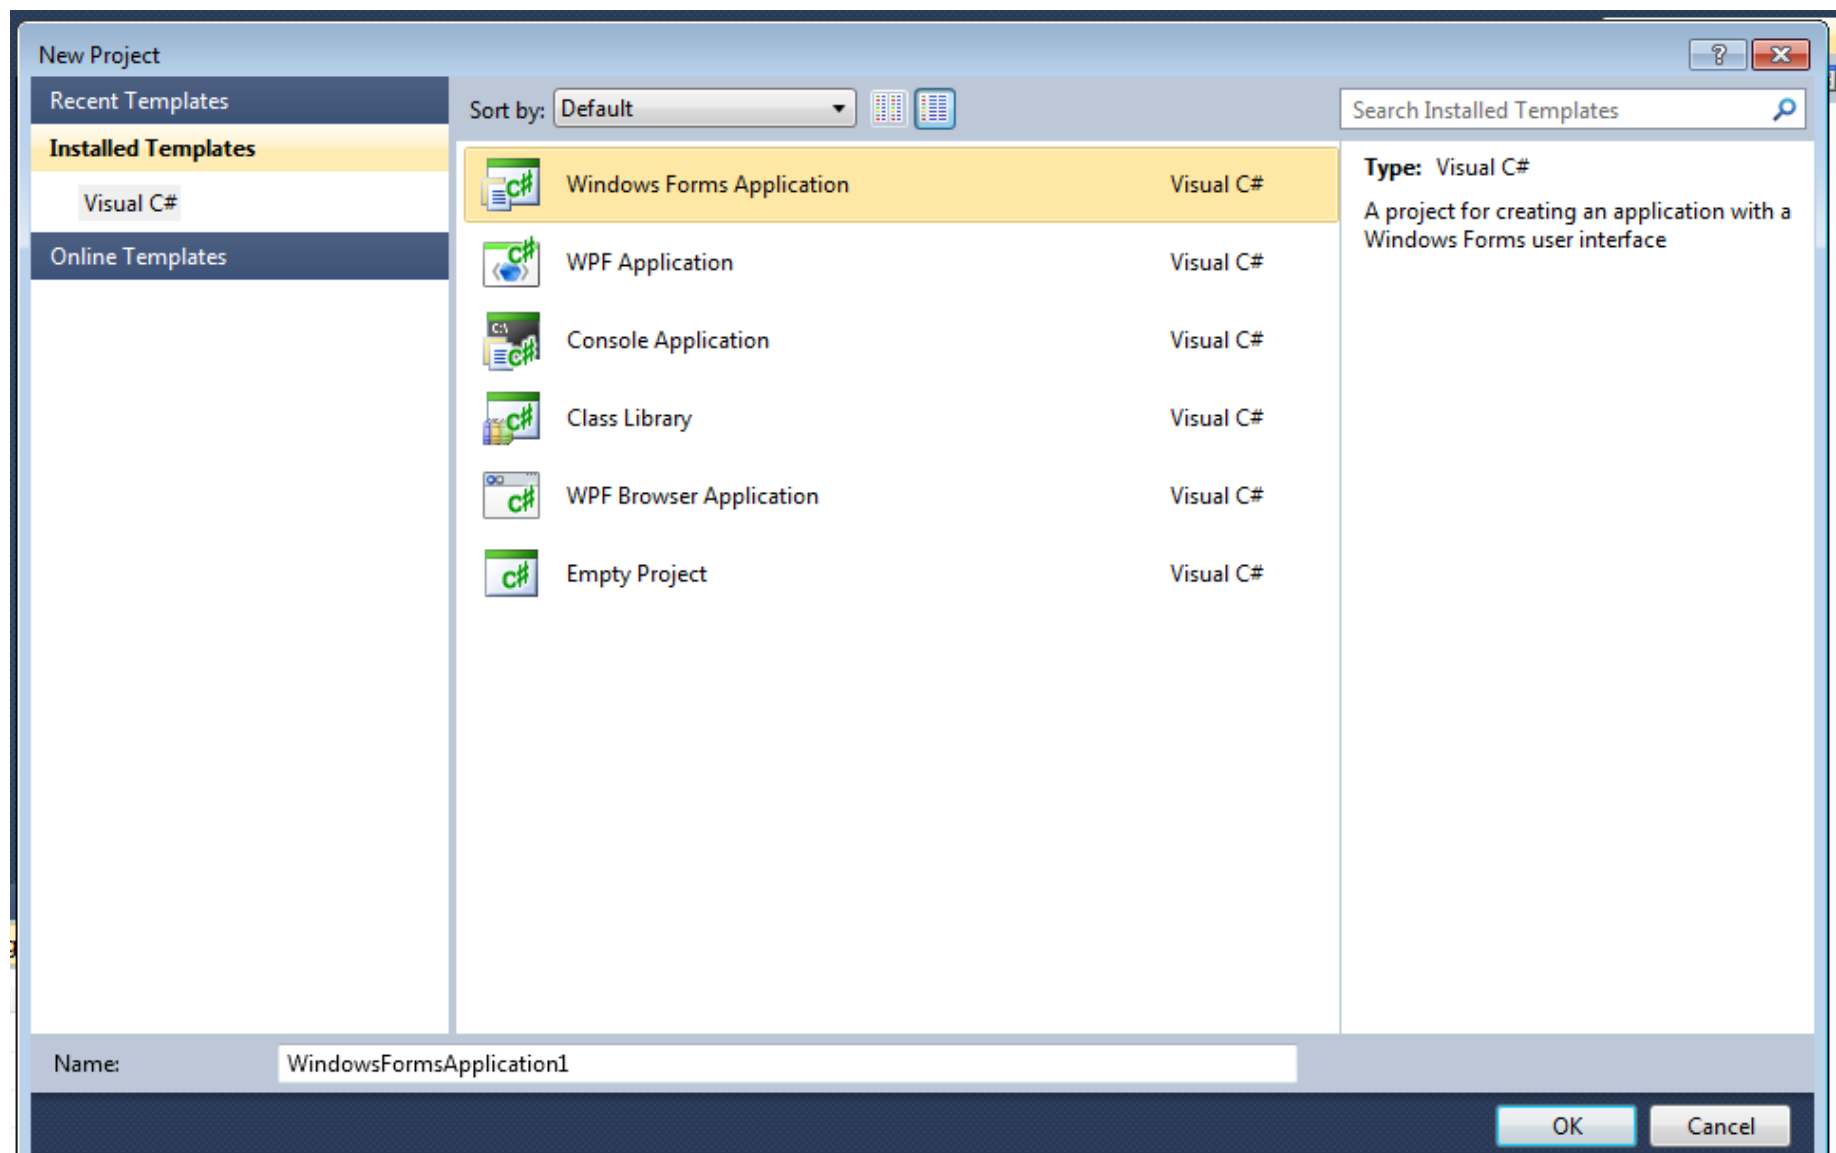 New Project
Recent Templates
Installed Templates
Visual C#
Online Templates
Sort by: Default
Search Installed Templates
Windows Forms Application Visual C#
WPF Application Visual C#
Console Application Visual C#
Class Library Visual C#
WPF Browser Application Visual C#
Empty Project Visual C#
Type: Visual C#
A project for creating an application with a
Windows Forms user interface
Name: WindowsFormsApplication1
OK Cancel